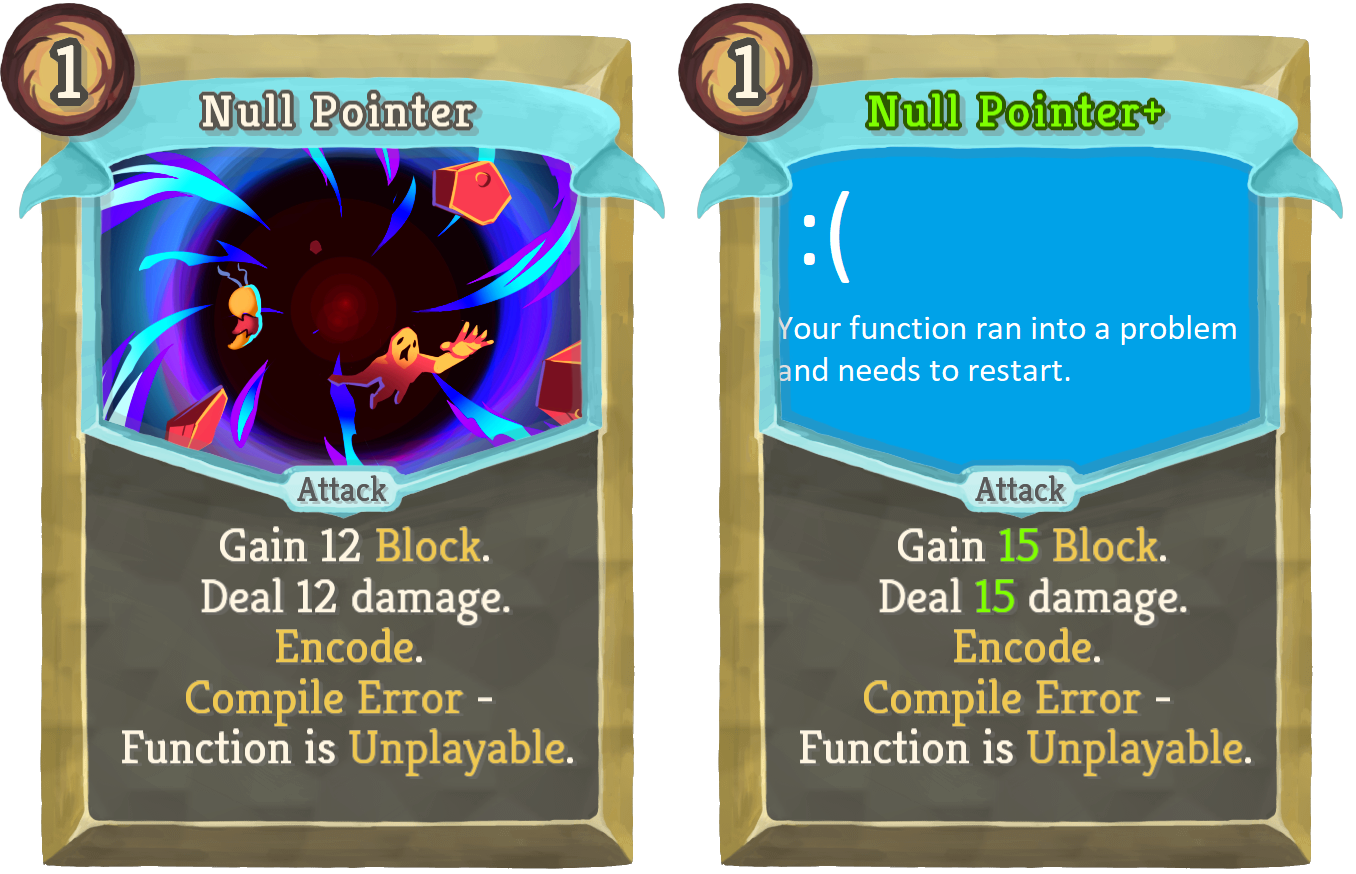 1
Null Pointer
Attack
Gain 12 Block.
Deal 12 damage.
Encode.
Compile Error -
Function is Unplayable.
1
Null Pointer+
:(
Your function ran into a problem
and needs to restart.
Attack
Gain 15 Block.
Deal 15 damage.
Encode.
Compile Error -
Function is Unplayable.